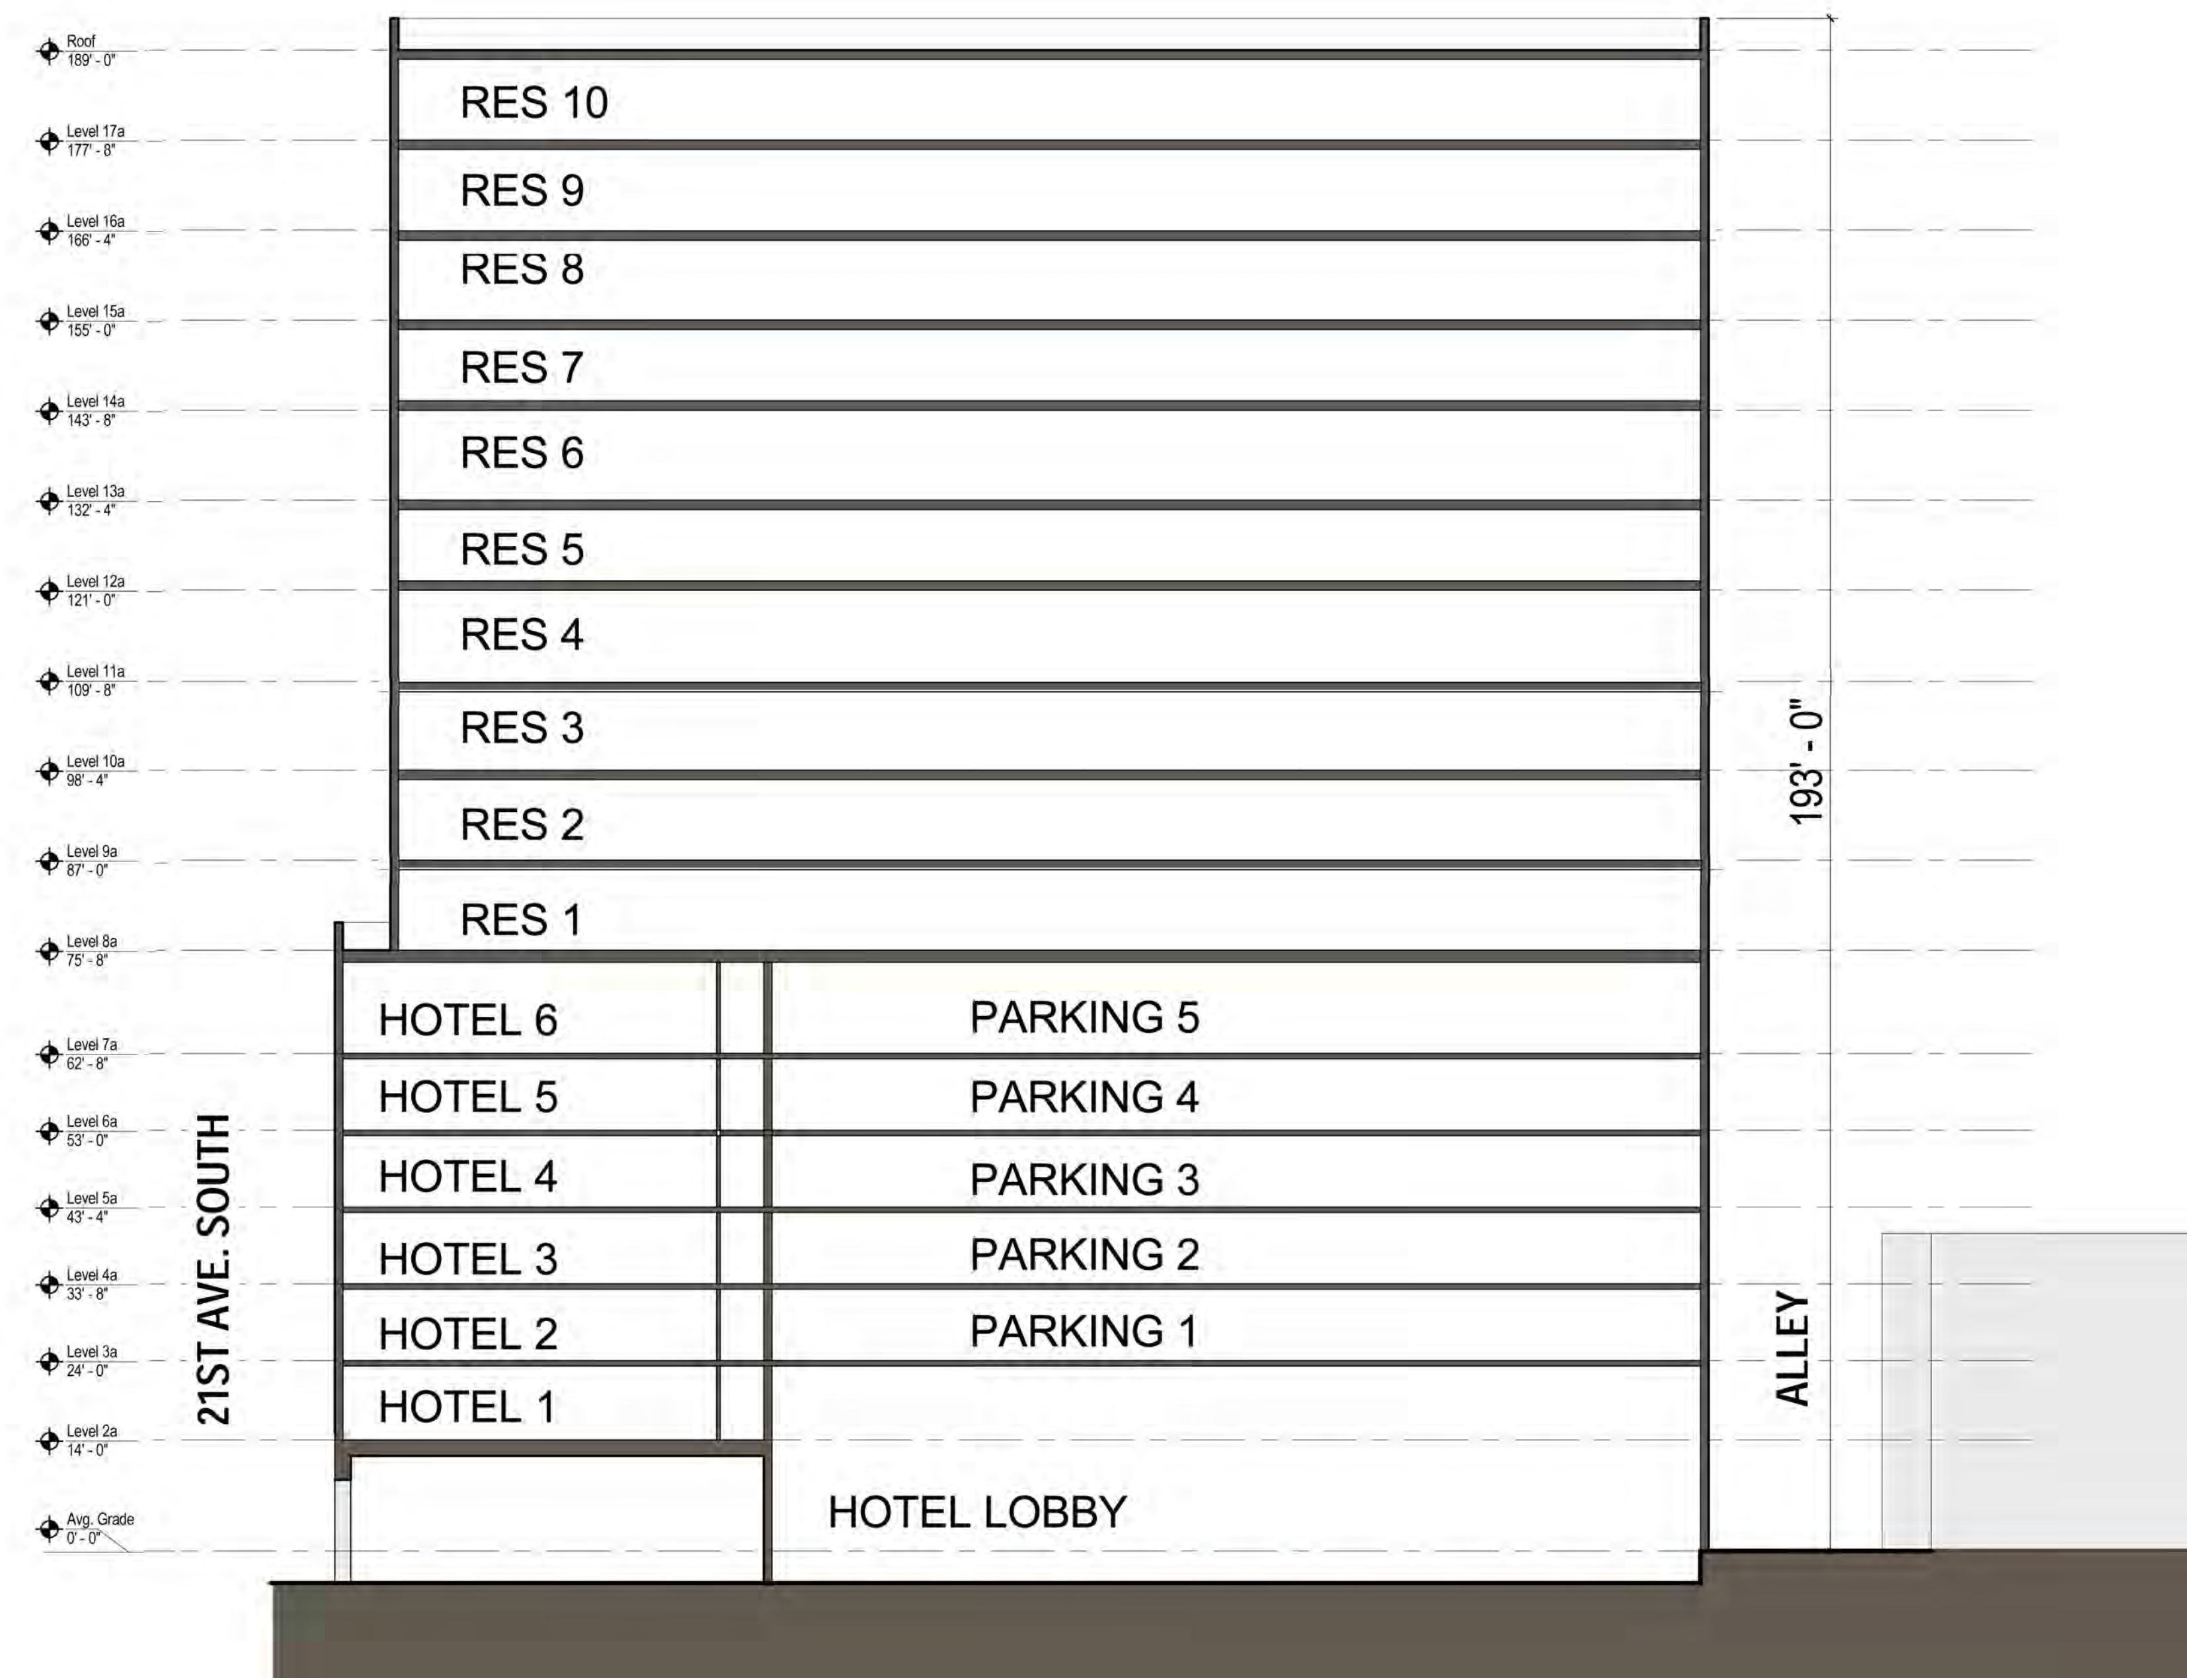 Roof
189' - 0"
RES 10
Level 17a
177' - 8"
RES 9
Level 16a
166' - 4"
RES 8
Level 15a
155' - 0"
RES 7
Level 14a
143' - 8"
RES 6
Level 13a
132' - 4"
RES 5
Level 12a
121' - 0"
RES 4
Level 11a
109' - 8"
RES 3
Level 10a
98' - 4"
193' - 0"
RES 2
Level 9a
87' - 0"
RES 1
Level 8a
75' - 8"
HOTEL 6
PARKING 5
Level 7a
62' - 8"
HOTEL 5
PARKING 4
Level 6a
53' - 0"
HOTEL 4
PARKING 3
Level 5a
43' - 4"
21ST AVE. SOUTH
HOTEL 3
PARKING 2
Level 4a
33' - 8"
HOTEL 2
PARKING 1
ALLEY
Level 3a
24' - 0"
HOTEL 1
Level 2a
14' - 0"
HOTEL LOBBY
Avg. Grade
0' - 0"